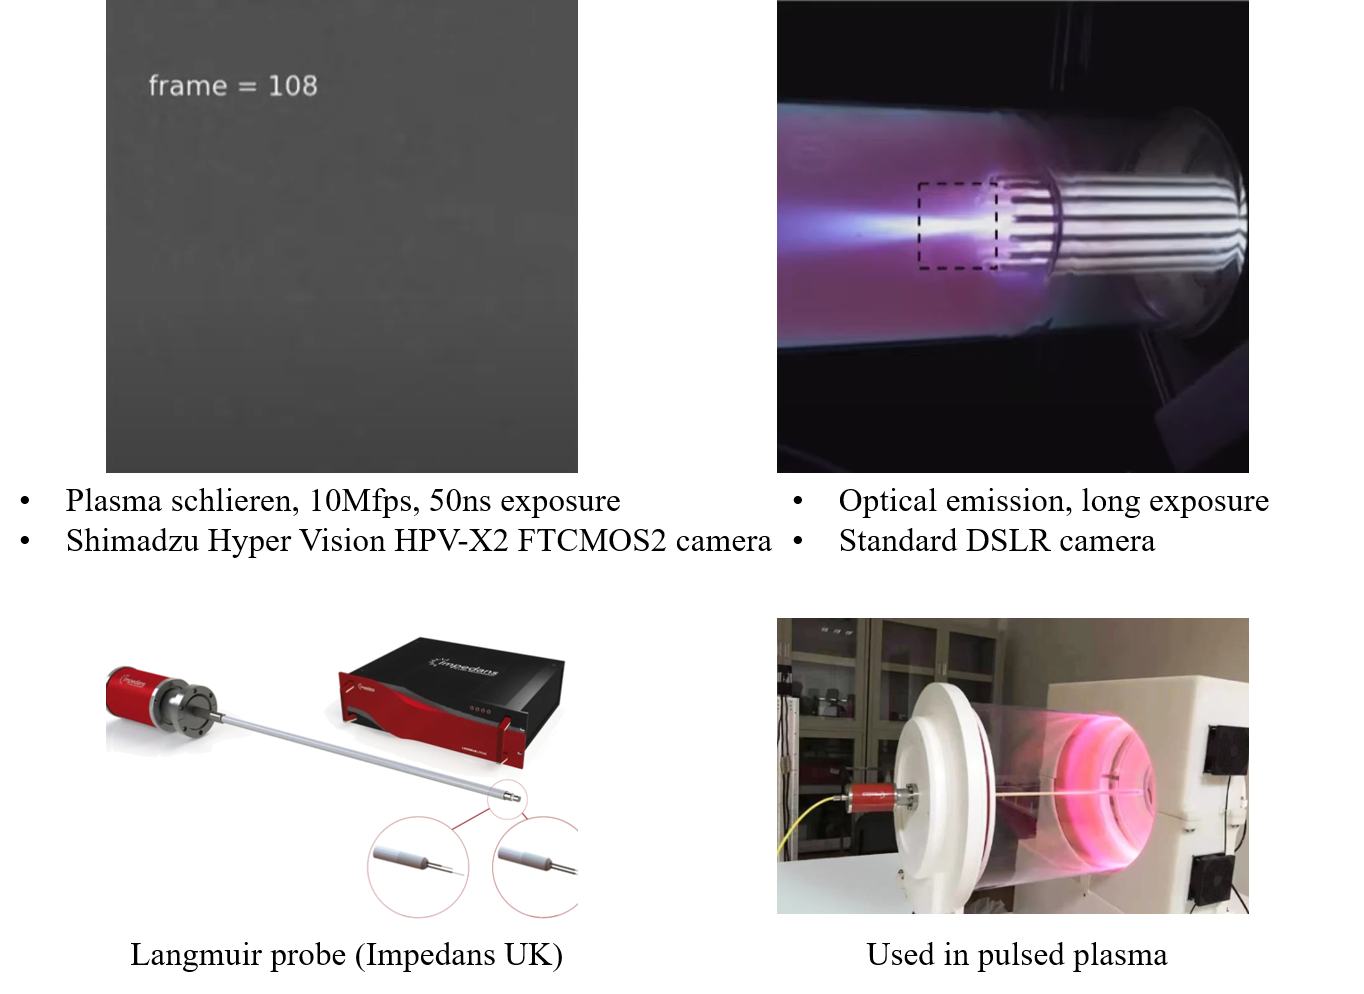 frame = 108
• Plasma schlieren, 10Mfps, 50ns exposure
• Shimadzu Hyper Vision HPV-X2 FTCMOS2 camera
• Optical emission, long exposure
• Standard DSLR camera
impedans
Langmuir probe (Impedans UK)
Used in pulsed plasma